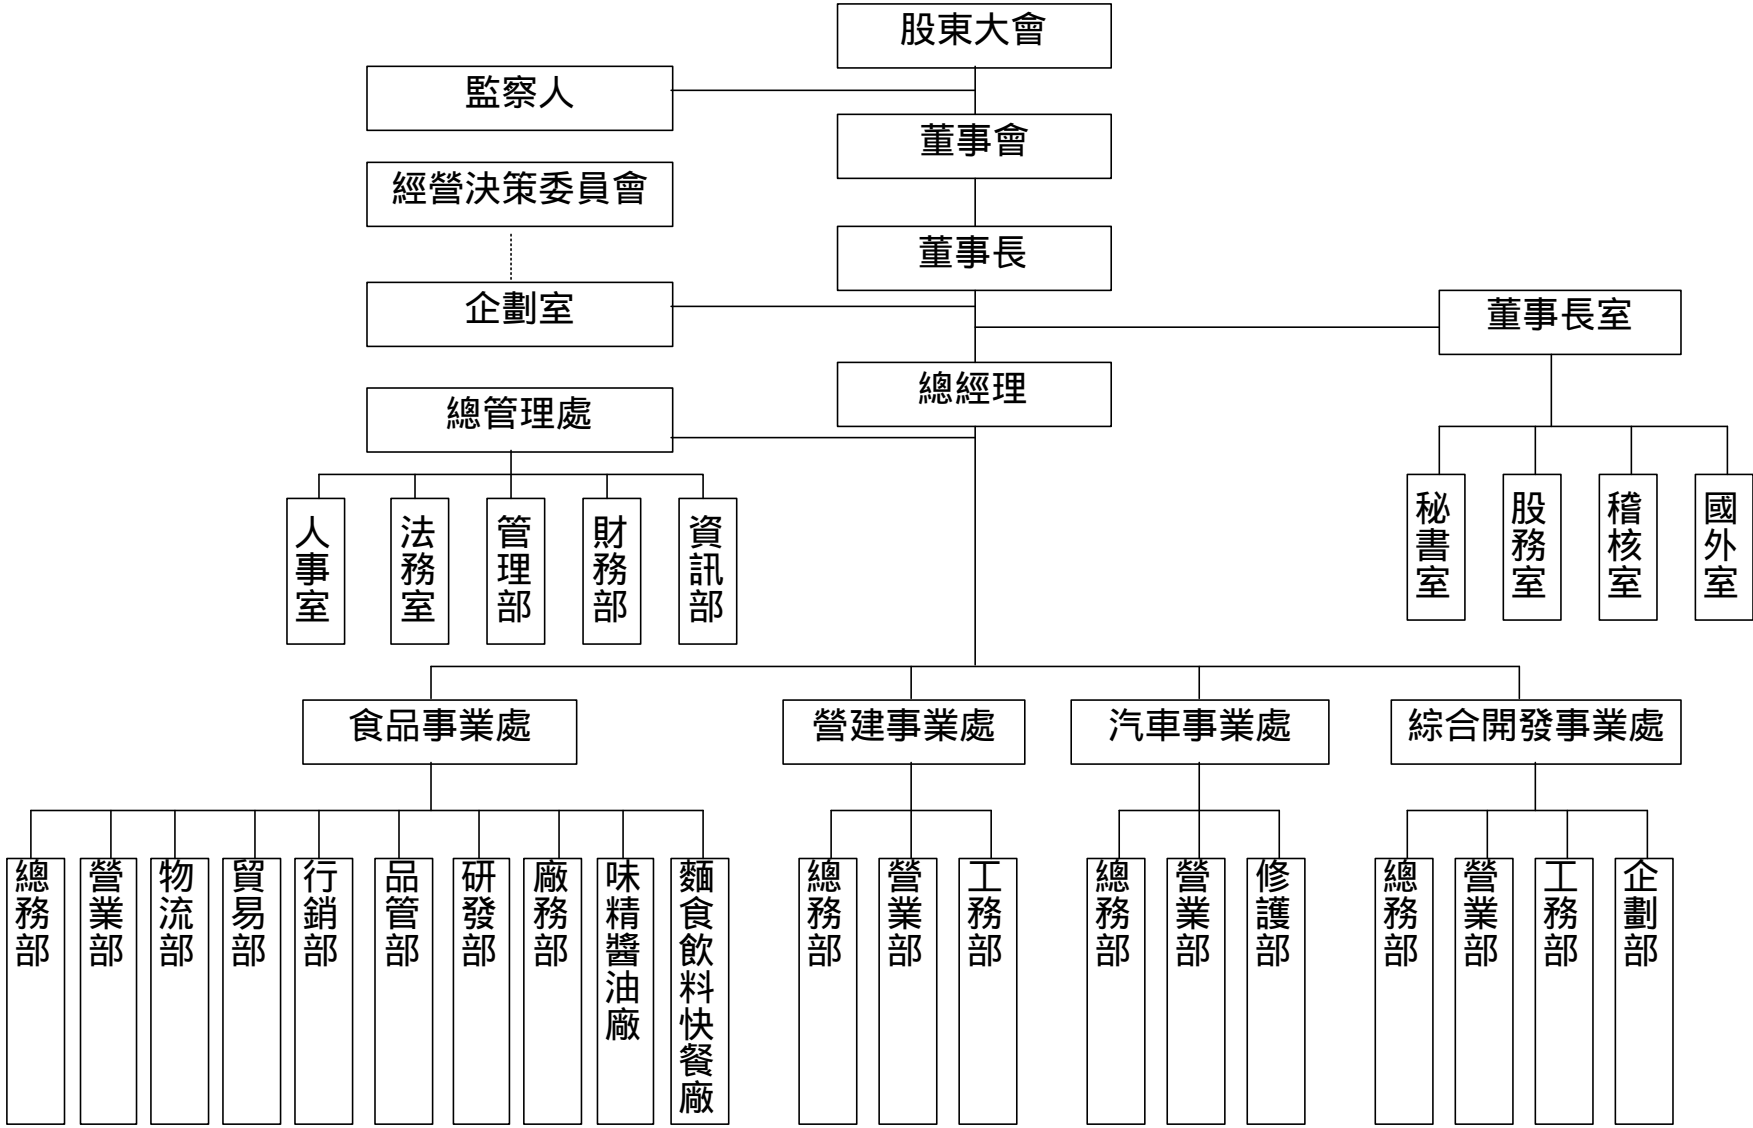 股東大會
監察人
董事會
經營決策委員會
董事長
企劃室
董事長室
總經理
總管理處
人事室
法務室
管理部
財務部
資訊部
秘書室
股務室
稽核室
國外室
食品事業處
營建事業處
汽車事業處
綜合開發事業處
總務部
營業部
物流部
貿易部
行銷部
品管部
研發部
廠務部
味精醬油廠
麵食飲料快餐廠
總務部
營業部
工務部
總務部
營業部
修護部
總務部
營業部
工務部
企劃部